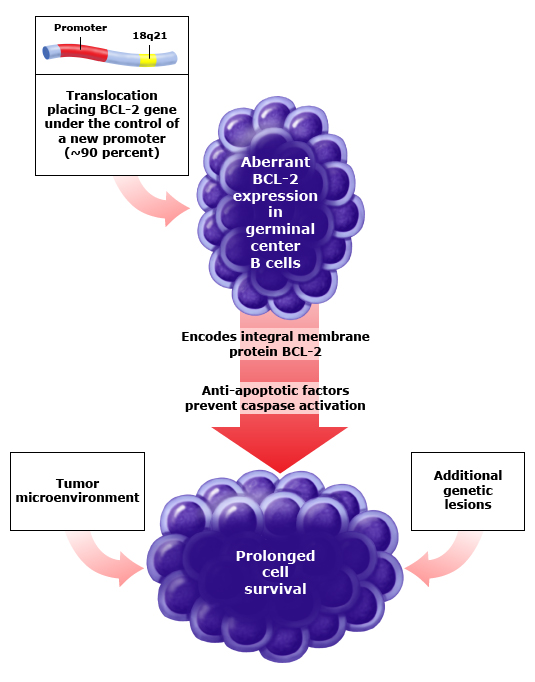 Promoter
18q21
Translocation
placing BCL-2 gene
under the control of
a new promoter
(~90 percent)
Aberrant
BCL-2
expression
in
germinal
center
B cells
Encodes integral membrane
protein BCL-2
Anti-apoptotic factors
prevent caspase activation
Tumor
microenvironment
Additional
genetic
lesions
Prolonged
cell
survival